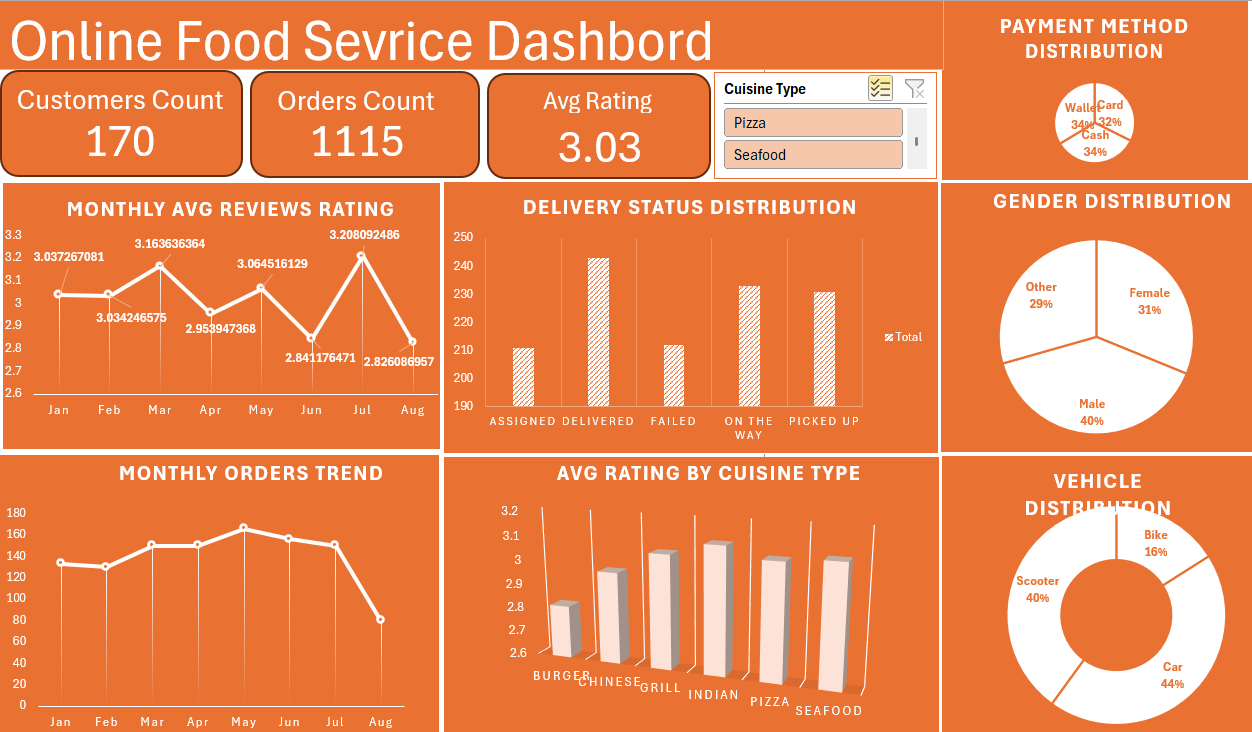 Online Food Sevrice Dashbord
Customers Count
170
Orders Count
1115
Avg Rating
3.03
Cuisine Type
Pizza
Seafood
PAYMENT METHOD
DISTRIBUTION
Wallet
34%
Card
32%
Cash
34%
MONTHLY AVG REVIEWS RATING
3.3
3.2
3.1
3
2.9
2.8
2.7
2.6
3.037267081
3.034246575
3.163636364
2.953947368
3.064516129
2.841176471
3.208092486
2.826086957
Jan Feb Mar Apr May Jun Jul Aug
DELIVERY STATUS DISTRIBUTION
250
240
230
220
210
200
190
ASSIGNED DELIVERED FAILED ON THE WAY PICKED UP
Total
GENDER DISTRIBUTION
Other
29%
Female
31%
Male
40%
MONTHLY ORDERS TREND
180
160
140
120
100
80
60
40
20
0
Jan Feb Mar Apr May Jun Jul Aug
AVG RATING BY CUISINE TYPE
3.2
3.1
3
2.9
2.8
2.7
2.6
BURGER CHINESE GRILL INDIAN PIZZA SEAFOOD
VEHICLE
DISTRIBUTION
Bike
16%
Scooter
40%
Car
44%